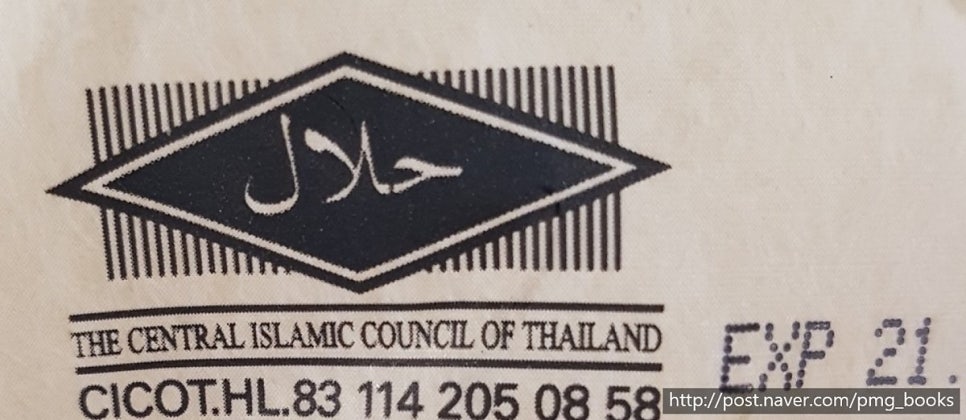 حلال
THE CENTRAL ISLAMIC COUNCIL OF THAILAND
CICOT.HL.83 114 205 08 58
EXP 21.
http://post.naver.com/pmg_books